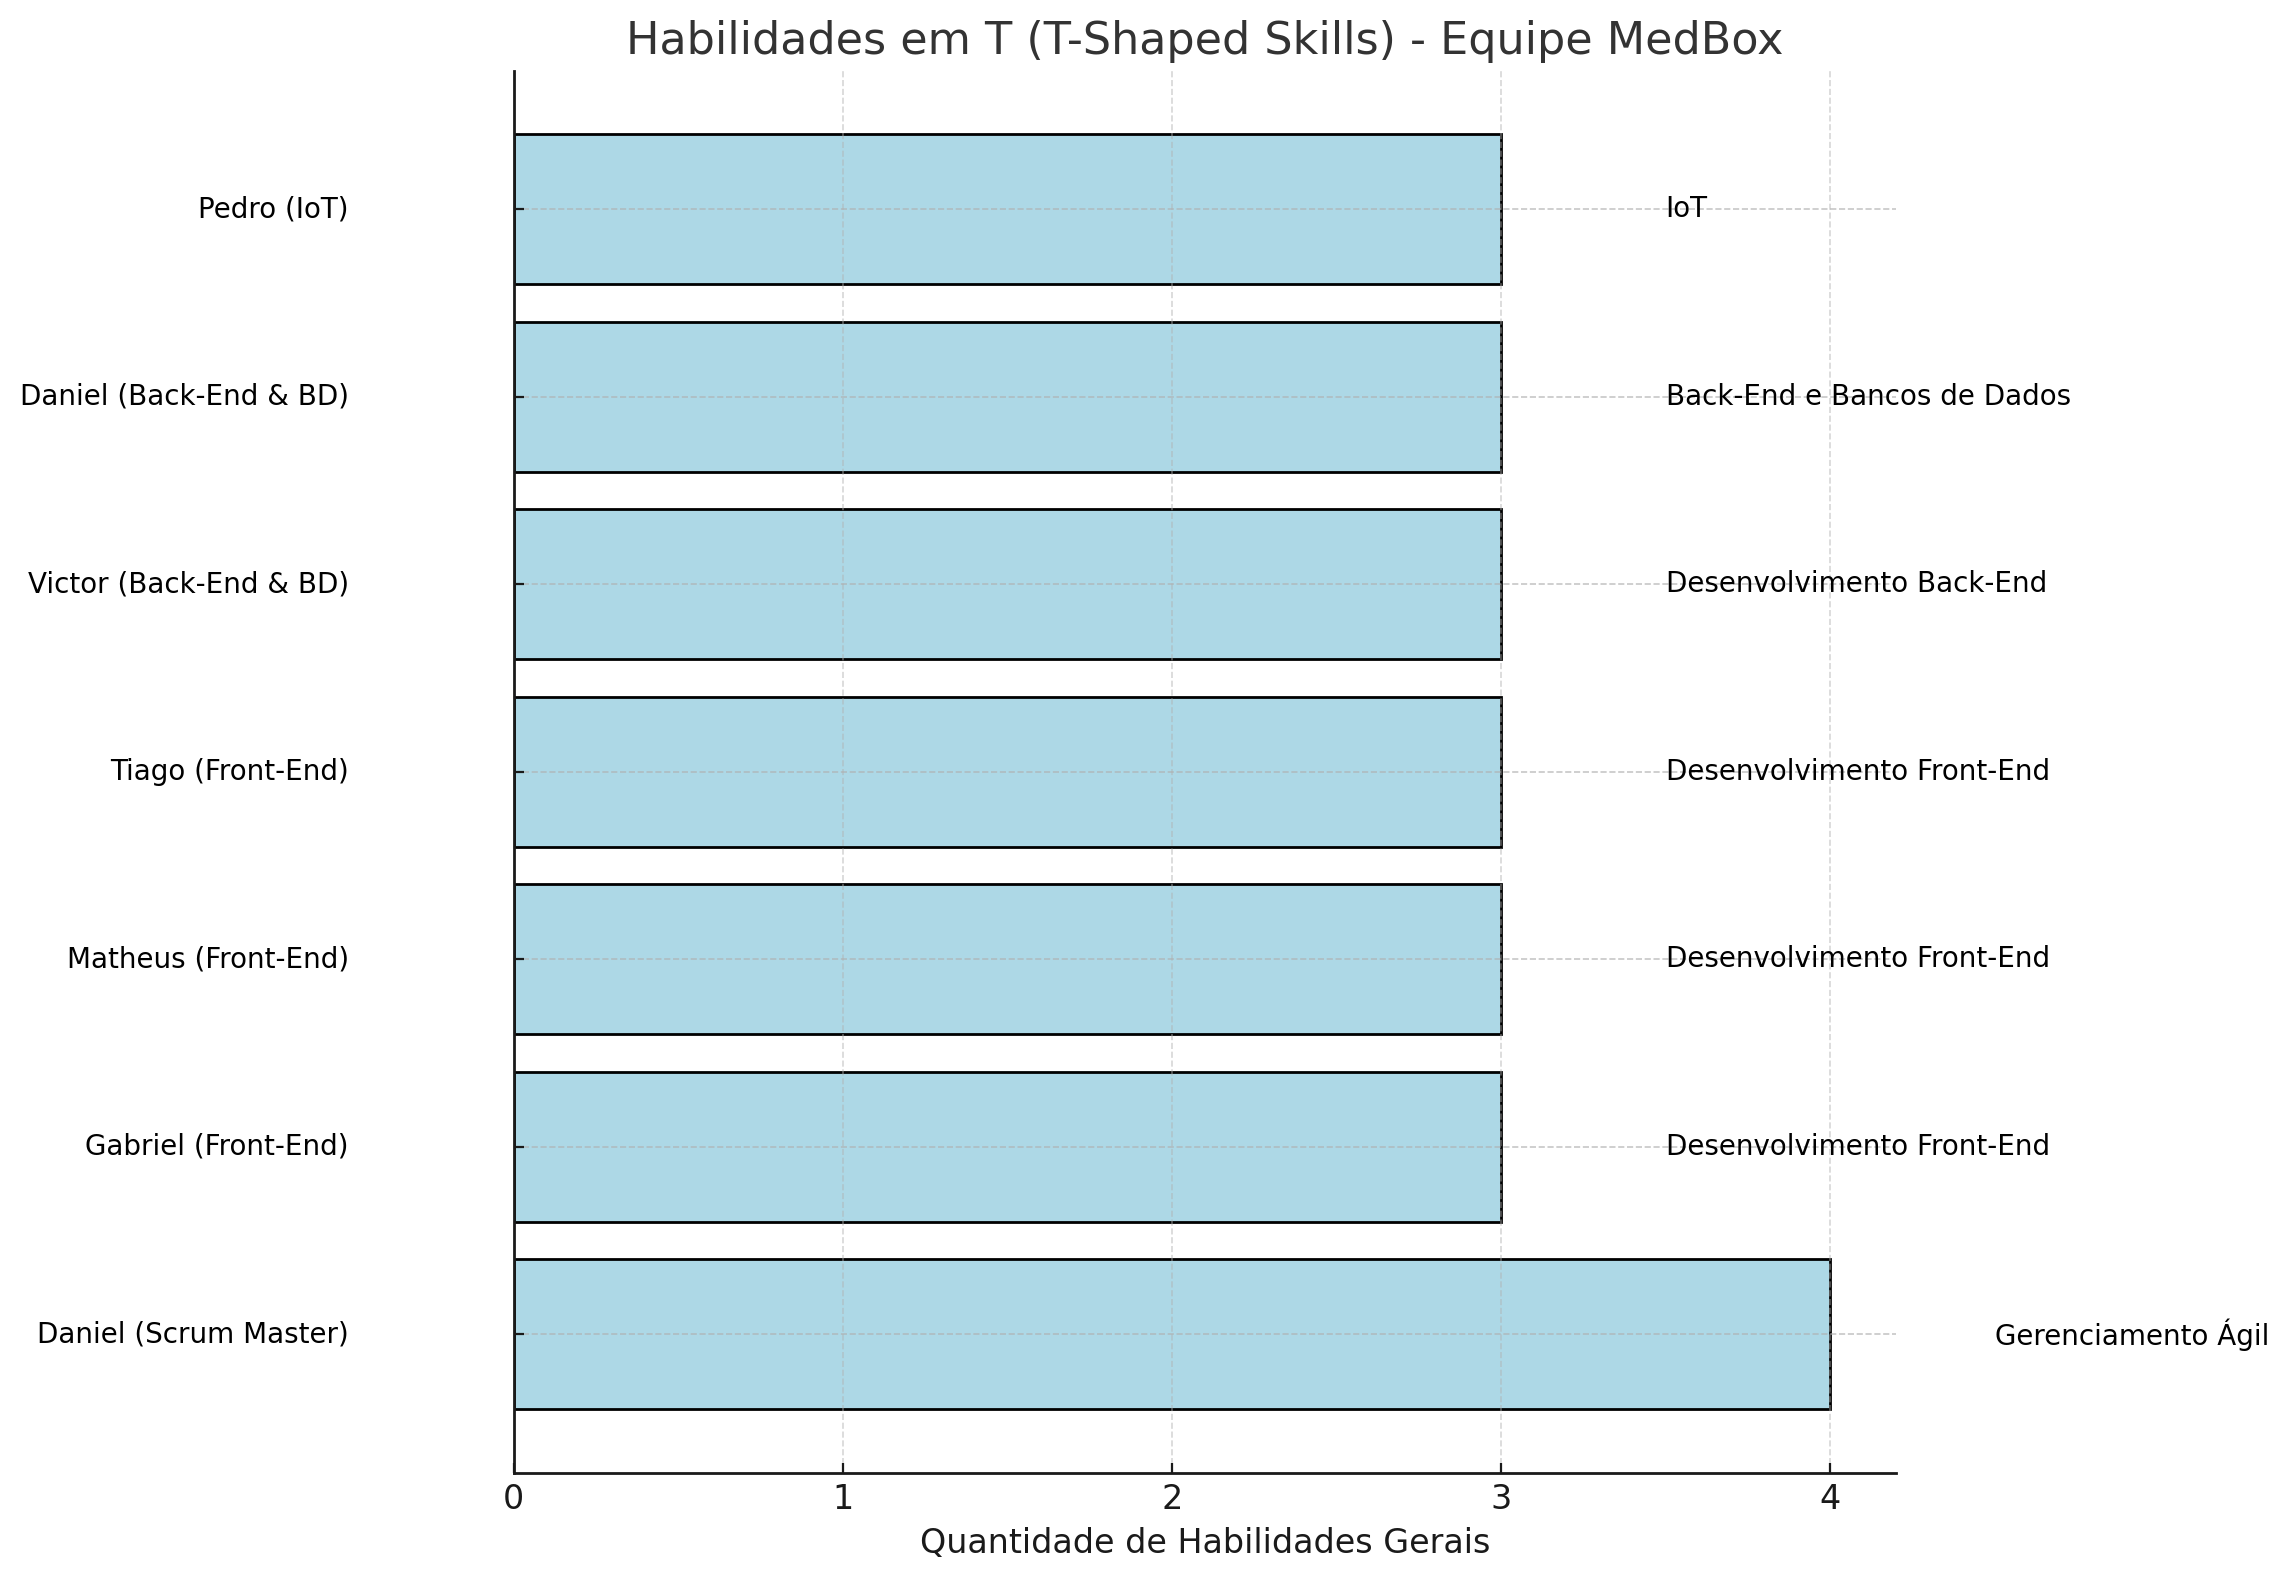 Habilidades em T (T-Shaped Skills) - Equipe MedBox
Pedro (IoT)
IoT
Daniel (Back-End & BD)
Back-End e Bancos de Dados
Victor (Back-End & BD)
Desenvolvimento Back-End
Tiago (Front-End)
Desenvolvimento Front-End
Matheus (Front-End)
Desenvolvimento Front-End
Gabriel (Front-End)
Desenvolvimento Front-End
Daniel (Scrum Master)
Gerenciamento Ágil
0 1 2 3 4
Quantidade de Habilidades Gerais